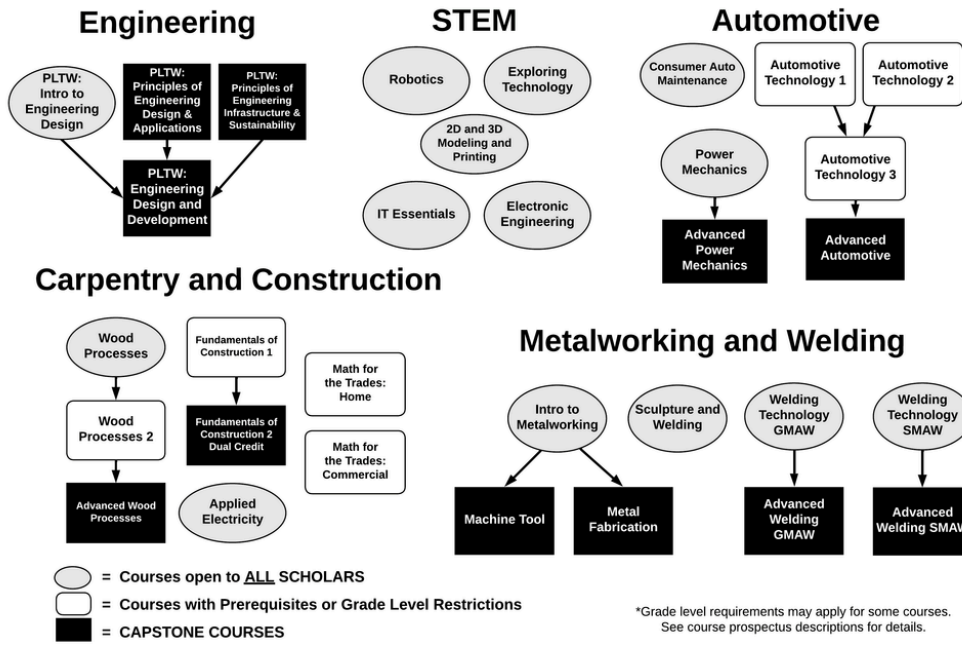 Engineering
PLTW:
Intro to
Engineering
Design
PLTW:
Principles of
Engineering
Design &
Applications
PLTW:
Principles of
Engineering
Infrastructure &
Sustainability
PLTW:
Engineering
Design and
Development
STEM
Robotics
Exploring
Technology
2D and 3D
Modeling and
Printing
IT Essentials
Electronic
Engineering
Automotive
Consumer Auto
Maintenance
Automotive
Technology 1
Automotive
Technology 2
Power
Mechanics
Automotive
Technology 3
Advanced
Power
Mechanics
Advanced
Automotive
Carpentry and Construction
Wood
Processes
Fundamentals of
Construction 1
Math for
the Trades:
Home
Wood
Processes 2
Fundamentals of
Construction 2
Dual Credit
Math for
the Trades:
Commercial
Advanced Wood
Processes
Applied
Electricity
Metalworking and Welding
Intro to
Metalworking
Sculpture and
Welding
Welding
Technology
GMAW
Welding
Technology
SMAW
Machine Tool
Metal
Fabrication
Advanced
Welding
GMAW
Advanced
Welding SMAW
= Courses open to ALL SCHOLARS
= Courses with Prerequisites or Grade Level Restrictions
= CAPSTONE COURSES
*Grade level requirements may apply for some courses.
See course prospectus descriptions for details.